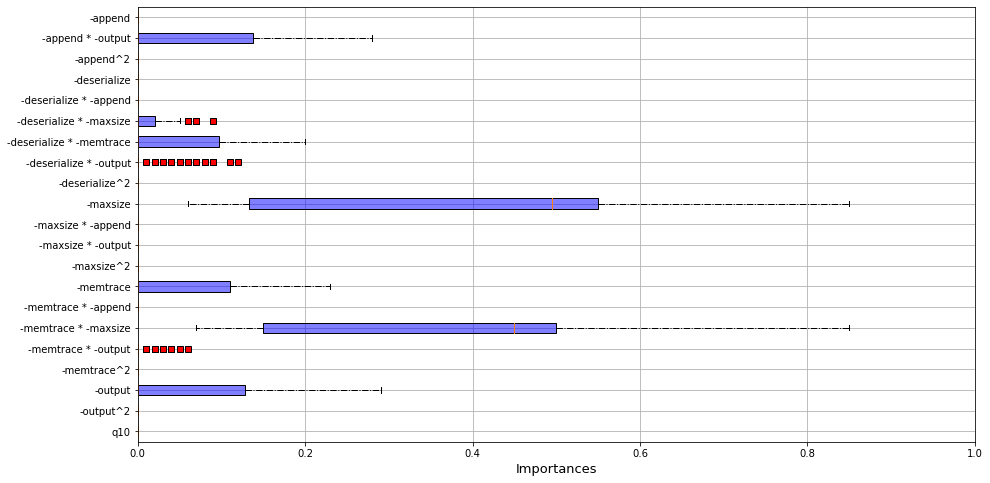 -append
-append * -output
-append^2
-deserialize
-deserialize * -append
-deserialize * -maxsize
-deserialize * -memtrace
-deserialize * -output
-deserialize^2
-maxsize
-maxsize * -append
-maxsize * -output
-maxsize^2
-memtrace
-memtrace * -append
-memtrace * -maxsize
-memtrace * -output
-memtrace^2
-output
-output^2
q10
0.0 0.2 0.4 0.6 0.8 1.0
Importances